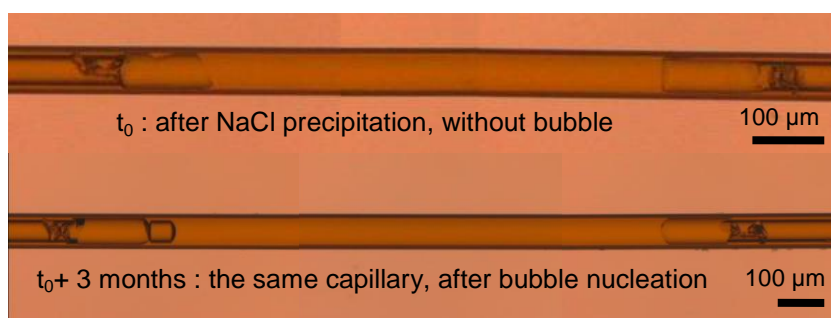 t₀ : after NaCl precipitation, without bubble
100 µm
t₀+ 3 months : the same capillary, after bubble nucleation
100 µm